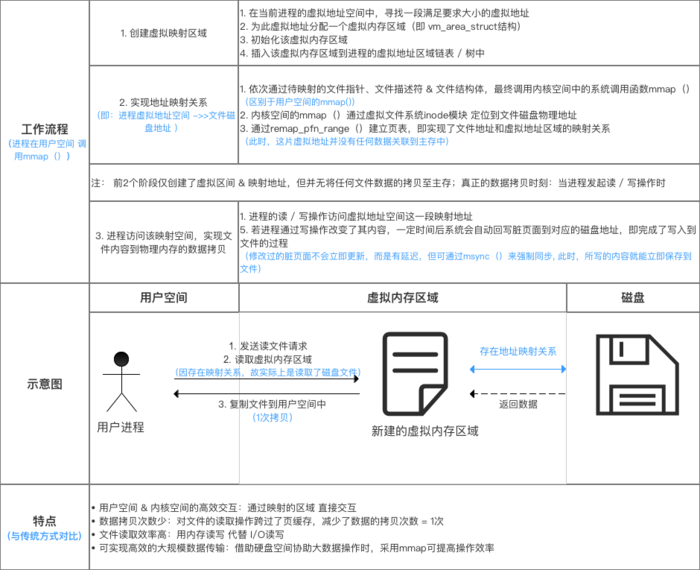 工作流程
(进程在用户空间 调用mmap（）)
1. 创建虚拟映射区域
1. 在当前进程的虚拟地址空间中，寻找一段满足要求大小的虚拟地址
2. 为此虚拟地址分配一个虚拟内存区域（即 vm_area_struct结构）
3. 初始化该虚拟内存区域
4. 插入该虚拟内存区域到进程的虚拟地址区域链表 / 树中
2. 实现地址映射关系
（即：进程虚拟地址空间 ->>文件磁盘地址 ）
1. 依次通过待映射的文件指针、文件描述符 & 文件结构体，最终调用内核空间中的系统调用函数mmap（）
（区别于用户空间的mmap()）
2. 内核空间的mmap（）通过虚拟文件系统inode模块 定位到文件磁盘物理地址
3. 通过remap_pfn_range（）建立页表，即实现了文件地址和虚拟地址区域的映射关系
（此时，这片虚拟地址并没有任何数据关联到主存中）
注： 前2个阶段仅创建了虚拟区间 & 映射地址，但并无将任何文件数据的拷贝至主存；真正的数据拷贝时刻：当进程发起读 / 写操作时
3. 进程访问该映射空间，实现文件内容到物理内存的数据拷贝
1. 进程的读 / 写操作访问虚拟地址空间这一段映射地址
5. 若进程通过写操作改变了其内容，一定时间后系统会自动回写脏页面到对应的磁盘地址，即完成了写入到文件的过程
（修改过的脏页面不会立即更新，而是有延迟，但可通过msync（）来强制同步, 此时，所写的内容就能立即保存到文件）
示意图
用户空间
虚拟内存区域
磁盘
1. 发送读文件请求
2. 读取虚拟内存区域
（因存在映射关系，故实际上是读取了磁盘文件）
3. 复制文件到用户空间中
（1次拷贝）
用户进程
新建的虚拟内存区域
存在地址映射关系
返回数据
特点
（与传统方式对比）
• 用户空间 & 内核空间的高效交互：通过映射的区域 直接交互
• 数据拷贝次数少：对文件的读取操作跨过了页缓存，减少了数据的拷贝次数 = 1次
• 文件读取效率高：用内存读写 代替 I/O读写
• 可实现高效的大规模数据传输：借助硬盘空间协助大数据操作时，采用mmap可提高操作效率